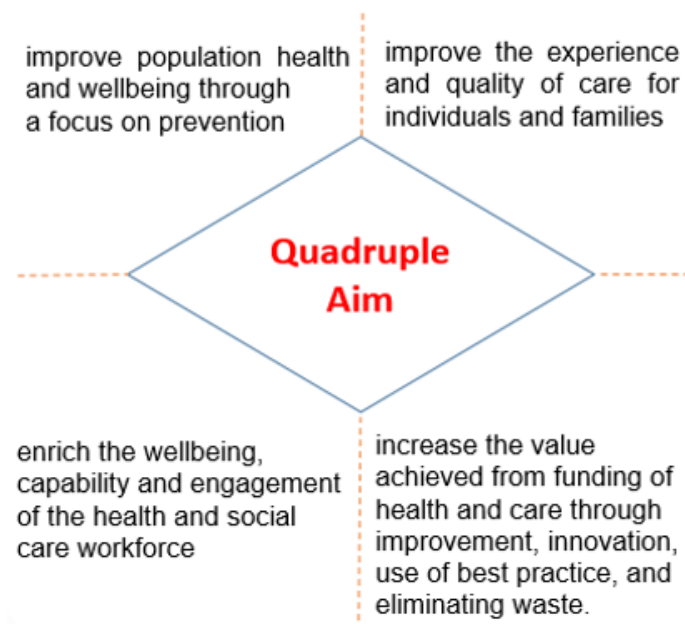 improve population health
and wellbeing through
a focus on prevention
improve the experience
and quality of care for
individuals and families
Quadruple
Aim
enrich the wellbeing,
capability and engagement
of the health and social
care workforce
increase the value
achieved from funding of
health and care through
improvement, innovation,
use of best practice, and
eliminating waste.